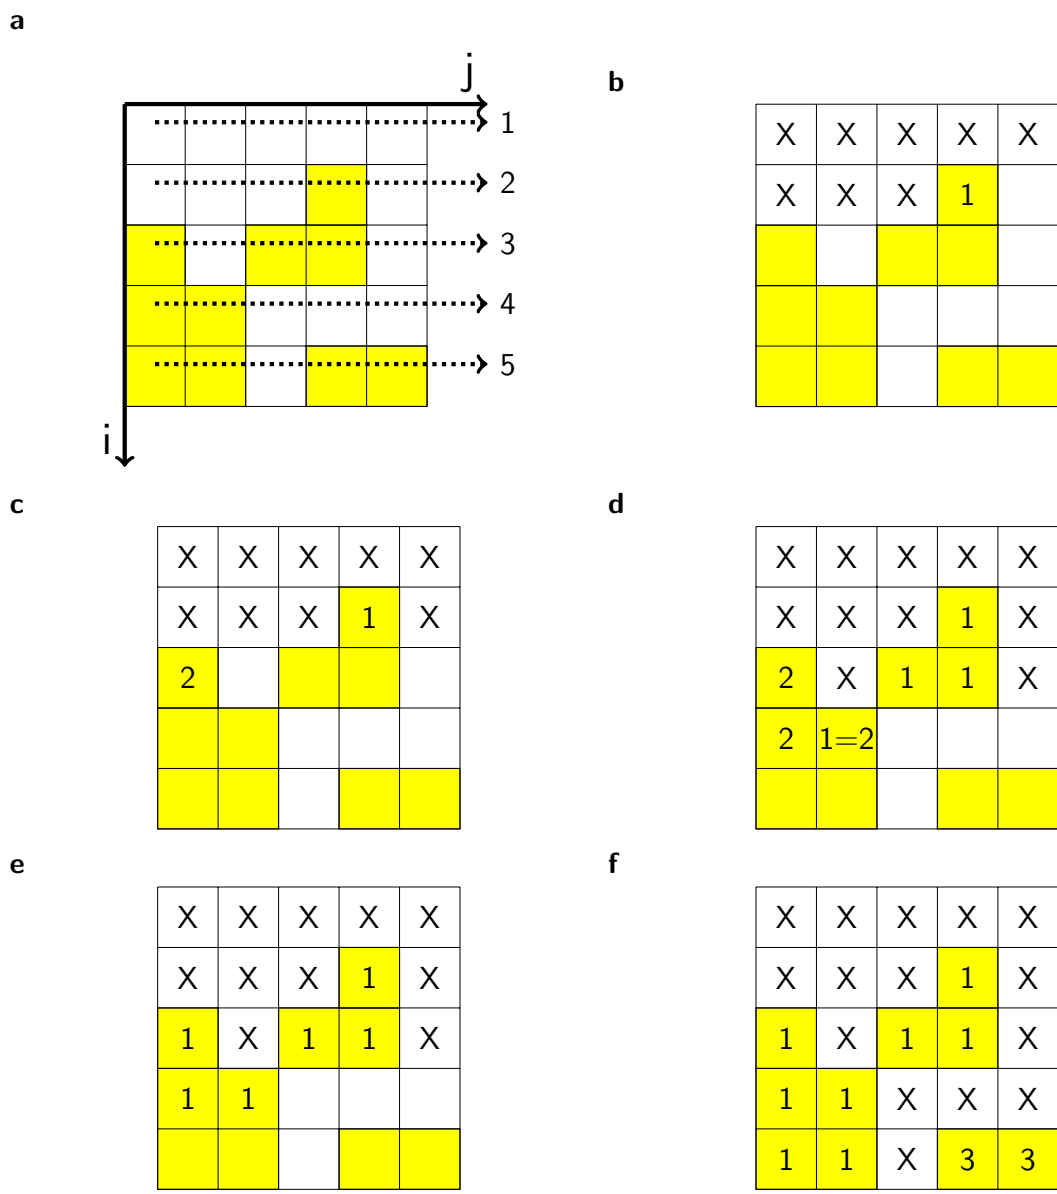 a
j
b
1
2
3
4
5
i
X X X X X
X X X 1
c
d
X X X X X
X X X 1 X
2
X X X X X
X X X 1 X
2 X 1 1 X
2 1=2
e
f
X X X X X
X X X 1 X
1 X 1 1 X
1 1
X X X X X
X X X 1 X
1 X 1 1 X
1 1 X X X
1 1 X 3 3